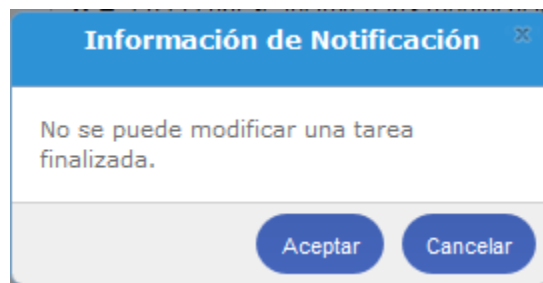 Información de Notificación
No se puede modificar una tarea
finalizada.
Aceptar Cancelar